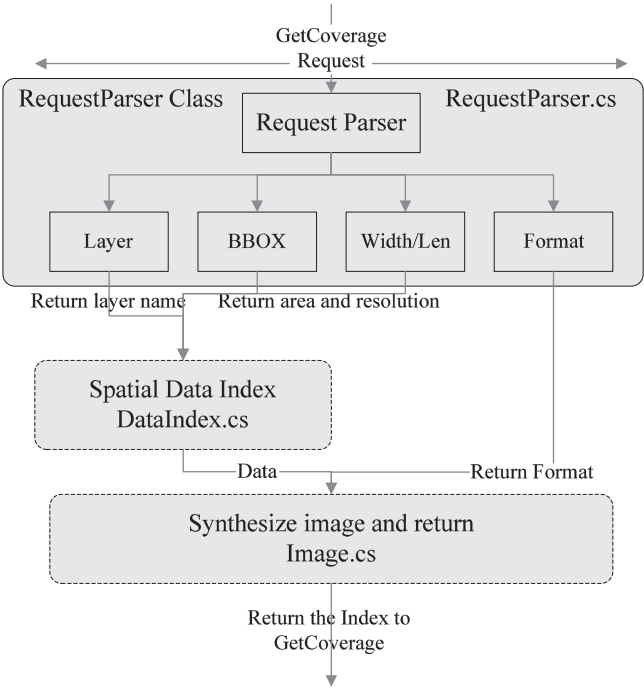 GetCoverage
Request
RequestParser Class
RequestParser.cs
Request Parser
Layer
BBOX
Width/Len
Format
Return layer name
Return area and resolution
Spatial Data Index
DataIndex.cs
Data
Return Format
Synthesize image and return
Image.cs
Return the Index to
GetCoverage